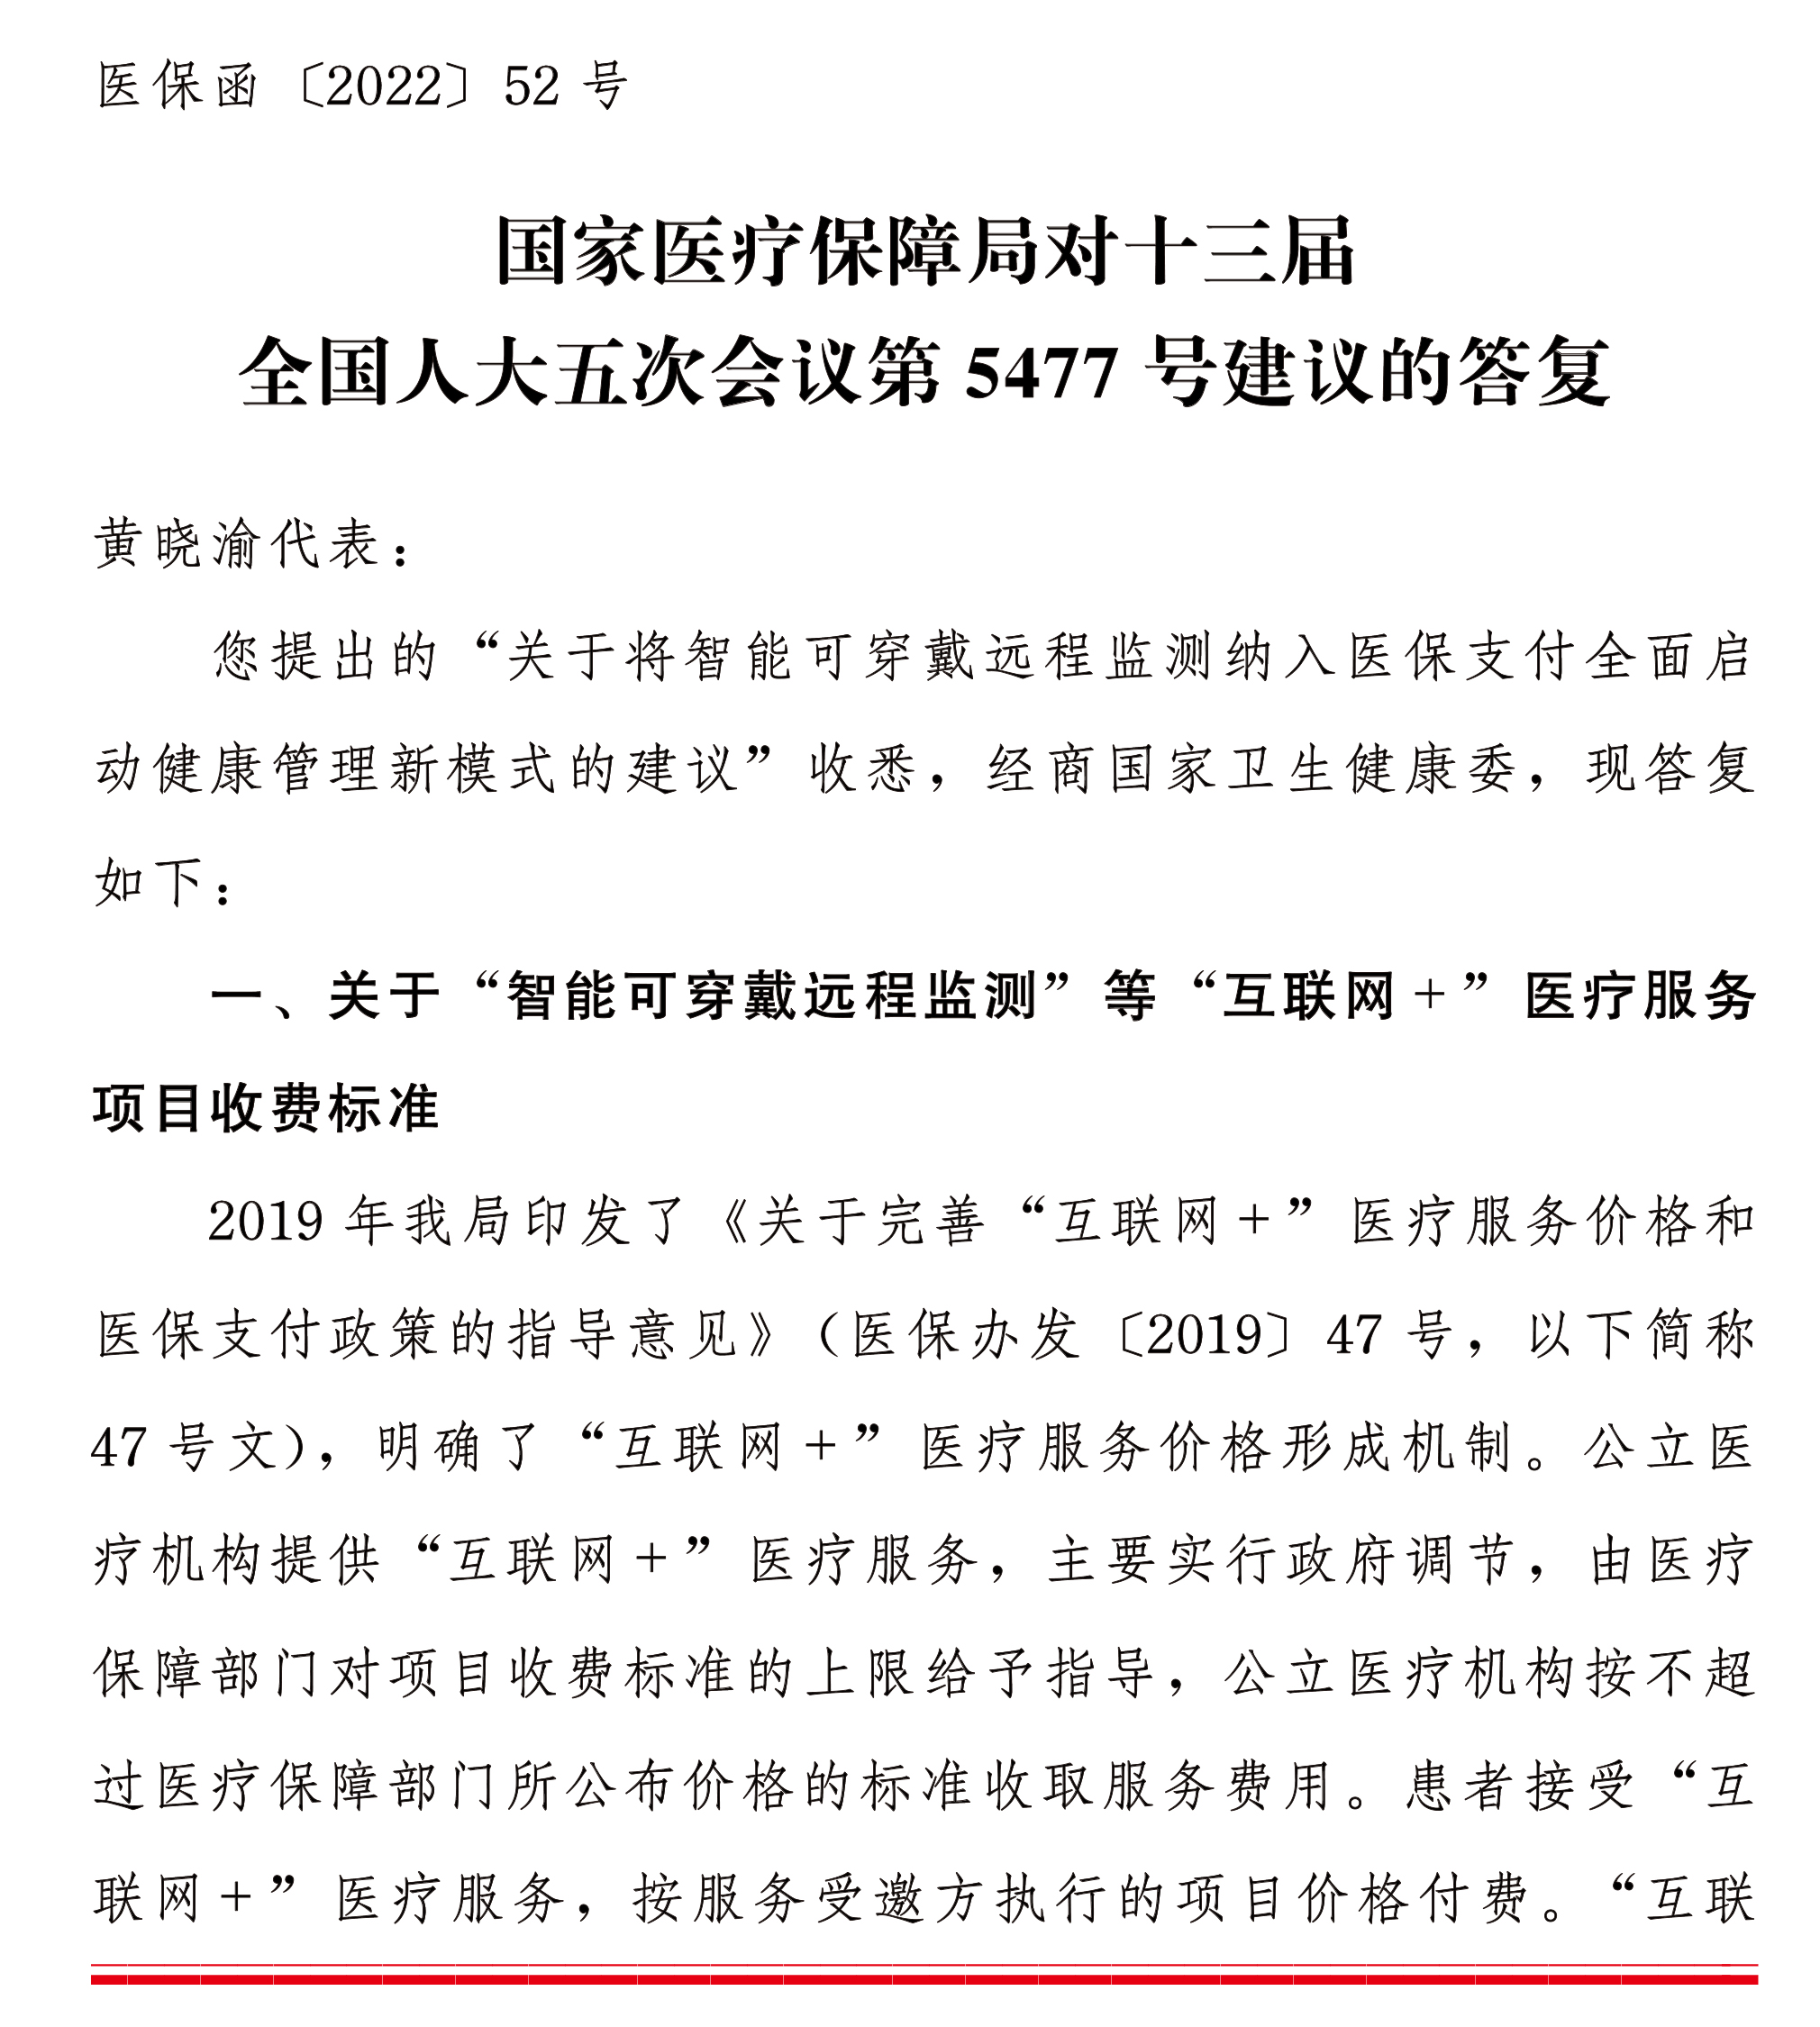 医保函〔2022〕52 号
国家医疗保障局对十三届
全国人大五次会议第 5477 号建议的答复
黄晓渝代表：
您提出的“关于将智能可穿戴远程监测纳入医保支付全面启
动健康管理新模式的建议”收悉，经商国家卫生健康委，现答复
如下：
一、关于“智能可穿戴远程监测”等“互联网+”医疗服务
项目收费标准
2019 年我局印发了《关于完善“互联网+”医疗服务价格和
医保支付政策的指导意见》（医保办发〔2019〕47 号，以下简称
47 号文），明确了“互联网+”医疗服务价格形成机制。公立医
疗机构提供“互联网+”医疗服务，主要实行政府调节，由医疗
保障部门对项目收费标准的上限给予指导，公立医疗机构按不超
过医疗保障部门所公布价格的标准收取服务费用。患者接受“互
联网+”医疗服务，按服务受邀方执行的项目价格付费。“互联